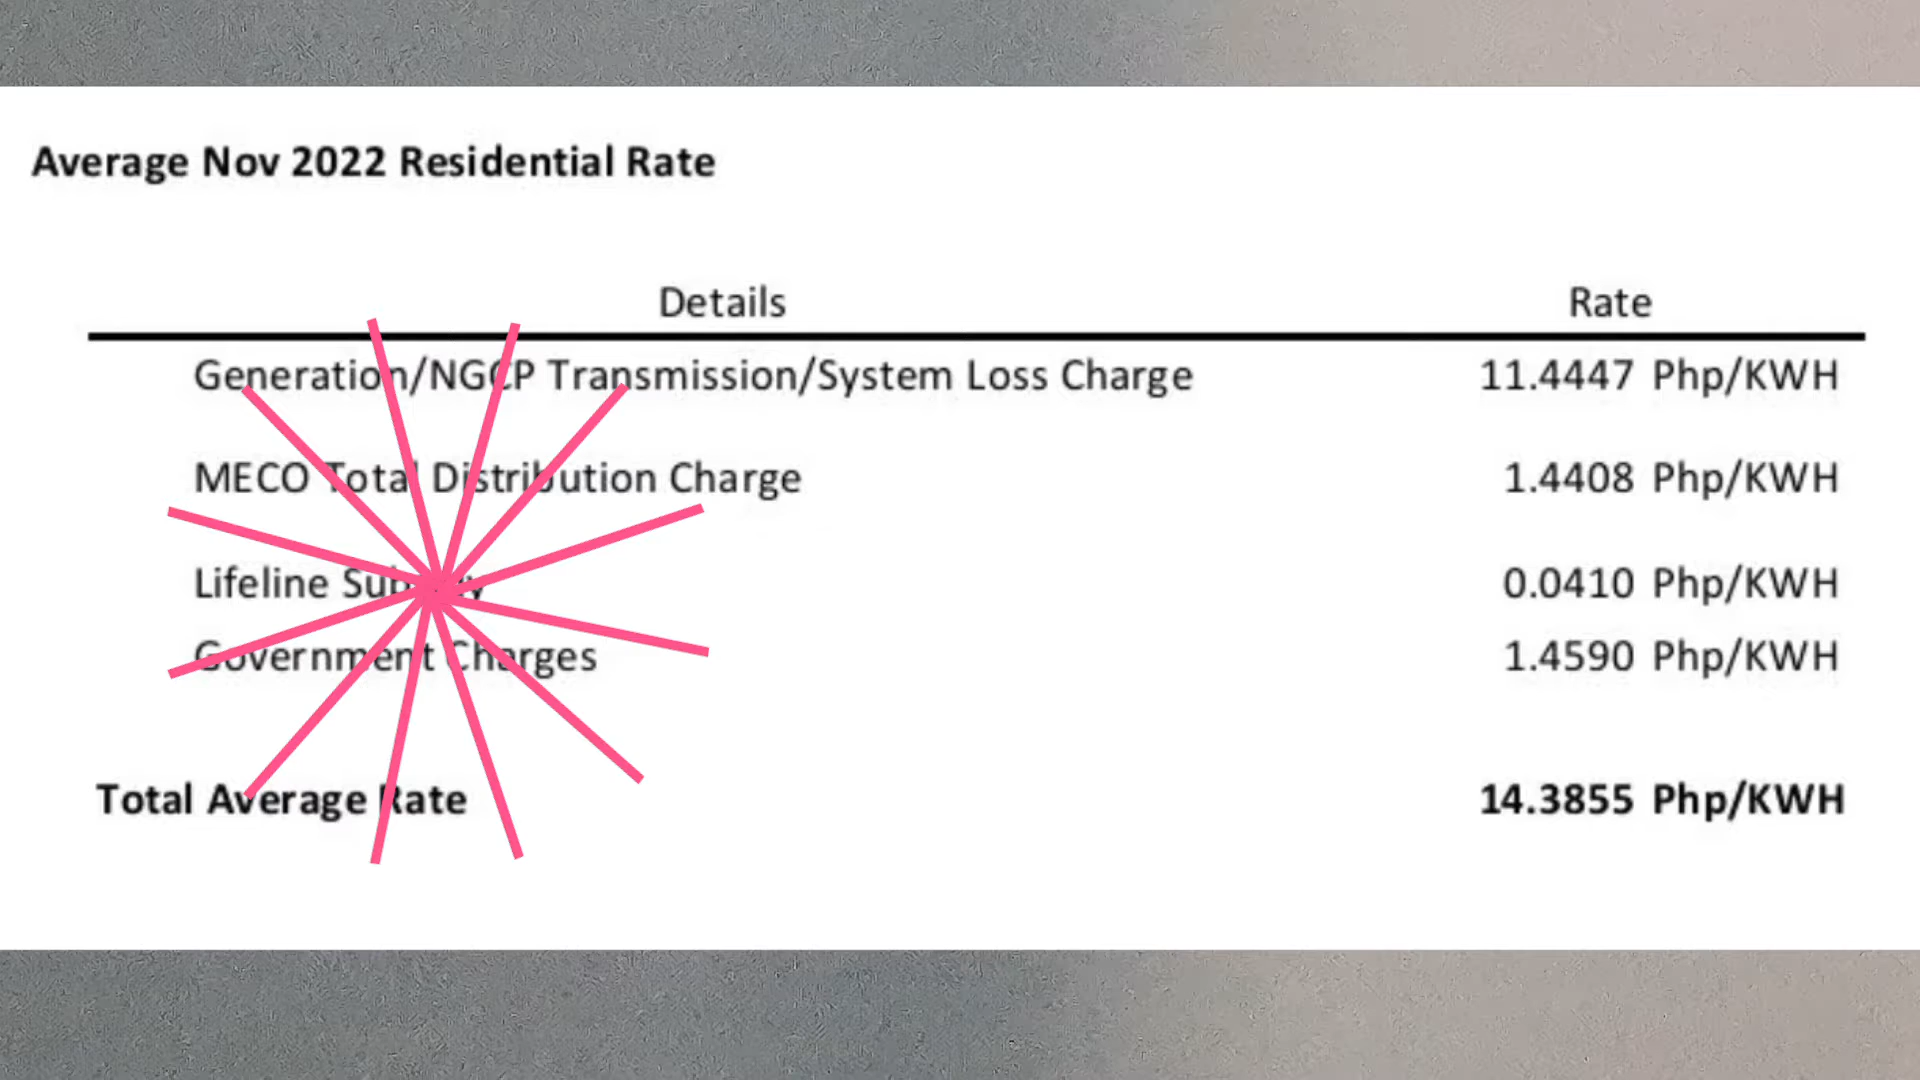 Average Nov 2022 Residential Rate
Details Rate
Generation/NGCP Transmission/System Loss Charge 11.4447 Php/KWH
MECO Total Distribution Charge 1.4408 Php/KWH
Lifeline 0.0410 Php/KWH
Government Charges 1.4590 Php/KWH
Total Average Rate 14.3855 Php/KWH